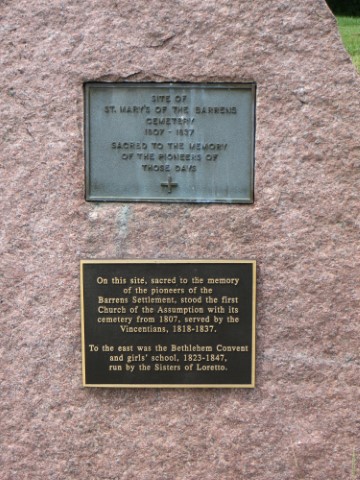 SITE OF
ST. MARY'S OF THE BARRENS
CEMETERY
1807 - 1837
SACRED TO THE MEMORY
OF THE PIONEERS OF
THOSE DAYS
On this site, sacred to the memory
of the pioneers of the
Barrens Settlement, stood the first
Church of the Assumption with its
cemetery from 1807, served by the
Vincentians, 1818-1837.
To the east was the Bethlehem Convent
and girls' school, 1823-1847,
run by the Sisters of Loretto.